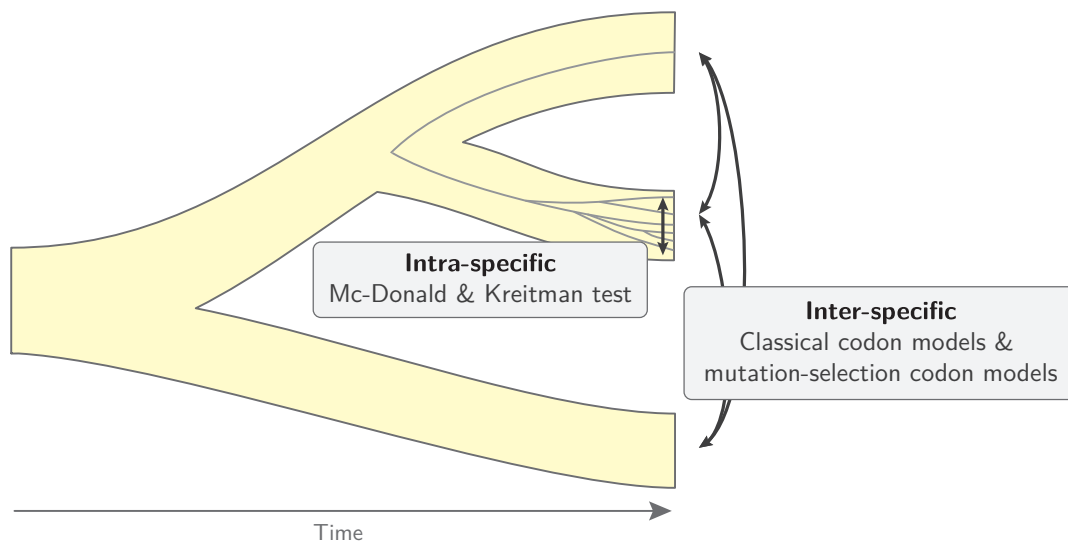 Intra-specific
Mc-Donald & Kreitman test
Inter-specific
Classical codon models &
mutation-selection codon models
Time